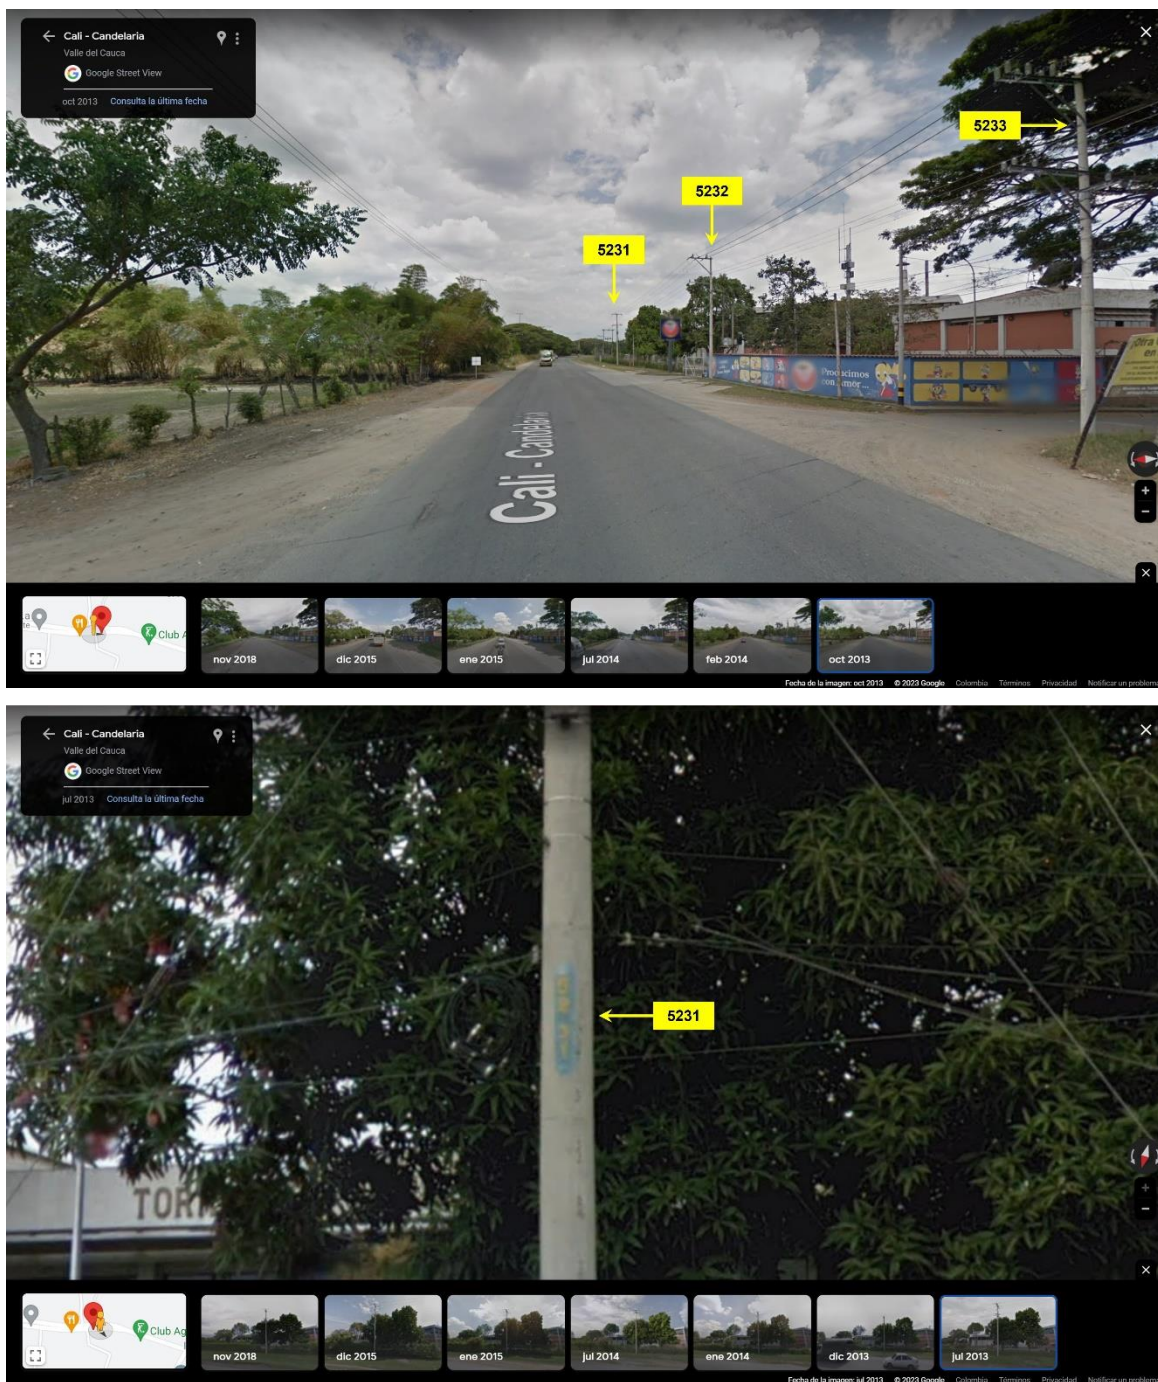 Cali - Candelaria
Valle del Cauca
Google Street View
oct 2013 Consulta la última fecha
5233
5232
5231
Producimos
con Amor...
Cali - Candelaria
Club A
nov 2018
dic 2015
ene 2015
jul 2014
feb 2014
oct 2013
Fecha de la imagen: oct 2013 © 2023 Google Colombia Términos Privacidad Notificar un problema
Cali - Candelaria
Valle del Cauca
Google Street View
jul 2013 Consulta la última fecha
5231
TOR
Club Ag
nov 2018
dic 2015
ene 2015
jul 2014
ene 2014
dic 2013
jul 2013
Fecha de la imagen: jul 2013 © 2023 Google Colombia Términos Privacidad Notificar un problema